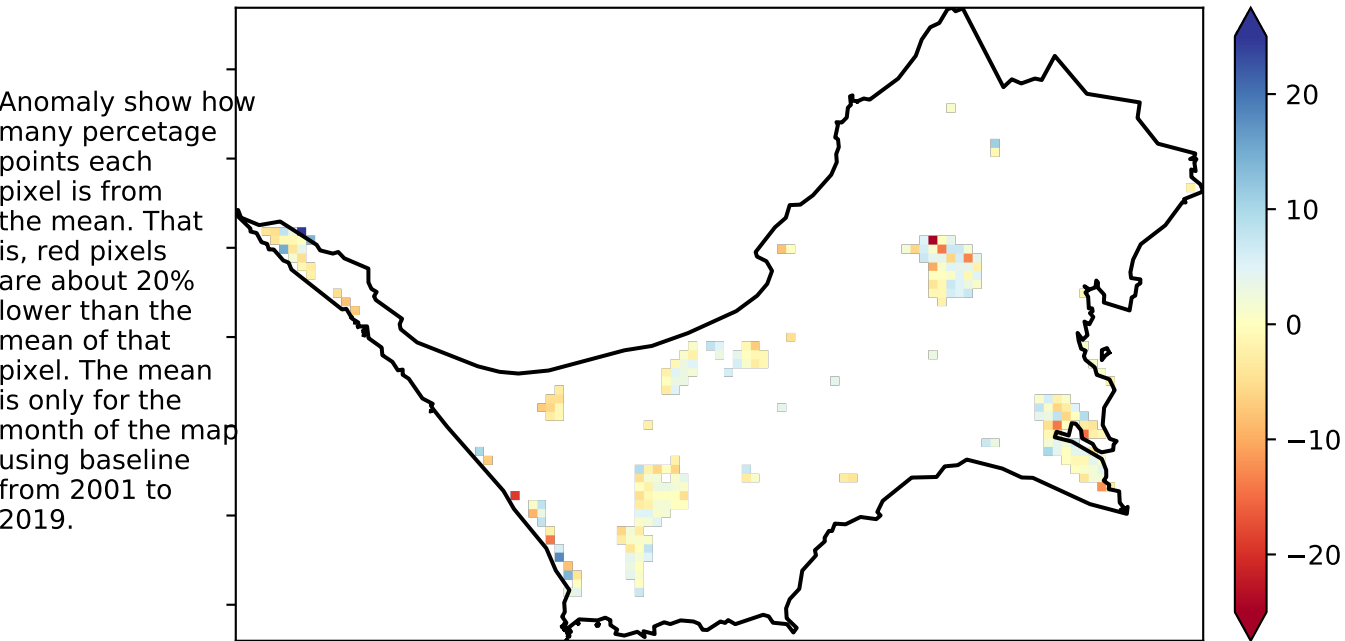 Anomaly show how
many percetage
points each
pixel is from
the mean. That
is, red pixels
are about 20%
lower than the
mean of that
pixel. The mean
is only for the
month of the map
using baseline
from 2001 to
2019.
20
10
0
−10
−20